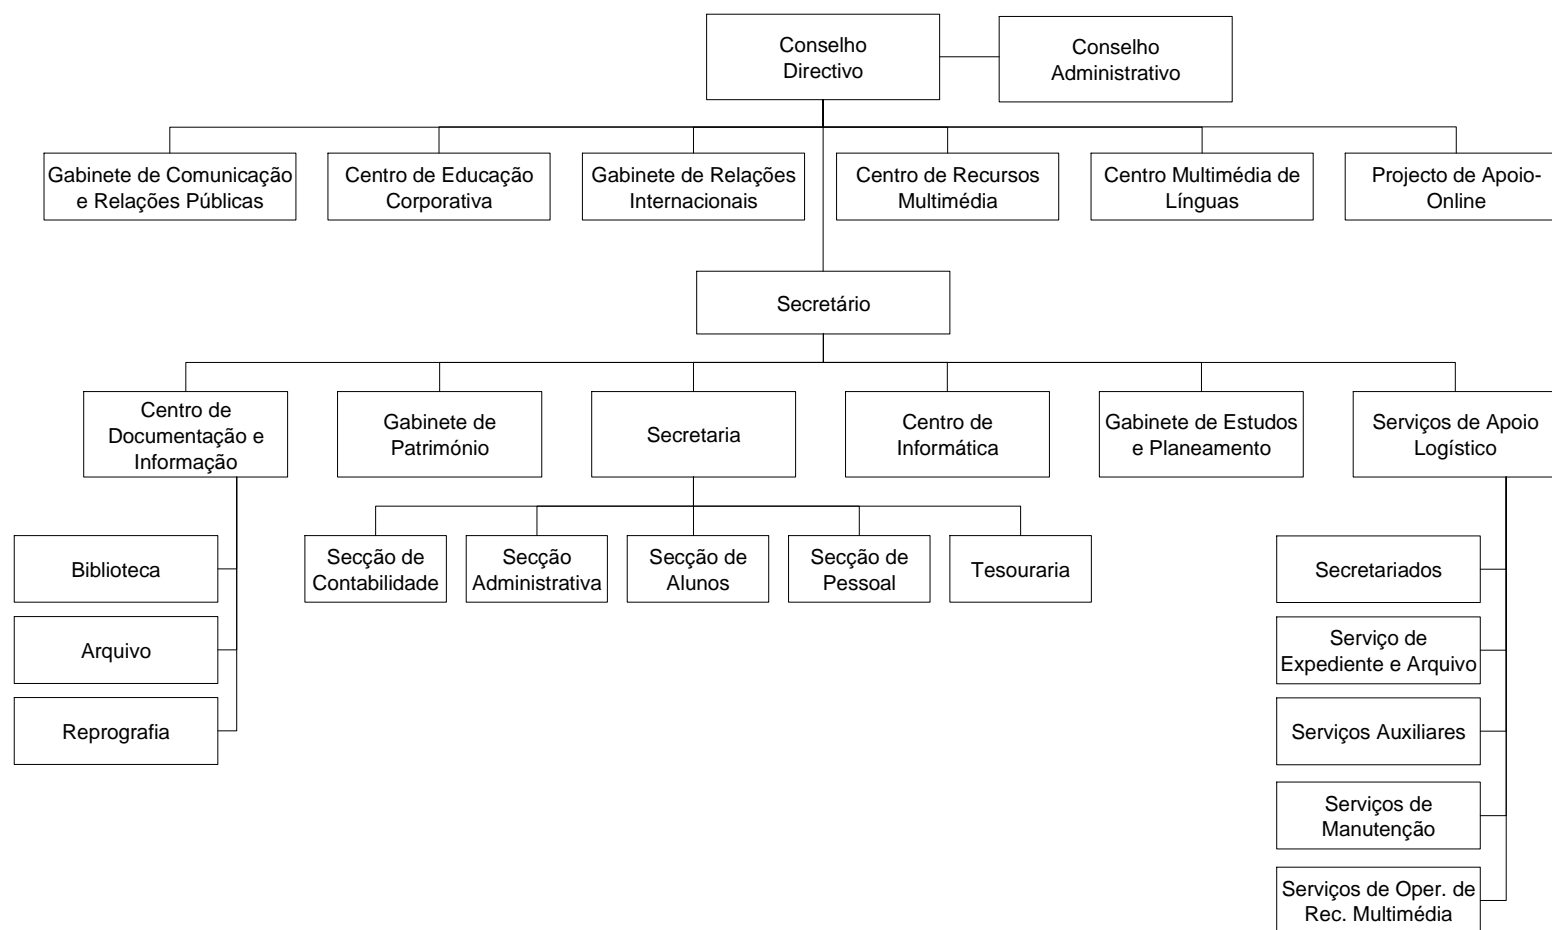 Conselho
Directivo
Conselho
Administrativo
Gabinete de Comunicação
e Relações Públicas
Centro de Educação
Corporativa
Gabinete de Relações
Internacionais
Centro de Recursos
Multimédia
Centro Multimédia de
Línguas
Projecto de Apoio-
Online
Secretário
Centro de
Documentação e
Informação
Gabinete de
Património
Secretaria
Centro de
Informática
Gabinete de Estudos
e Planeamento
Serviços de Apoio
Logístico
Biblioteca
Arquivo
Reprografia
Secção de
Contabilidade
Secção
Administrativa
Secção de
Alunos
Secção de
Pessoal
Tesouraria
Secretariados
Serviço de
Expediente e Arquivo
Serviços Auxiliares
Serviços de
Manutenção
Serviços de Oper. de
Rec. Multimédia